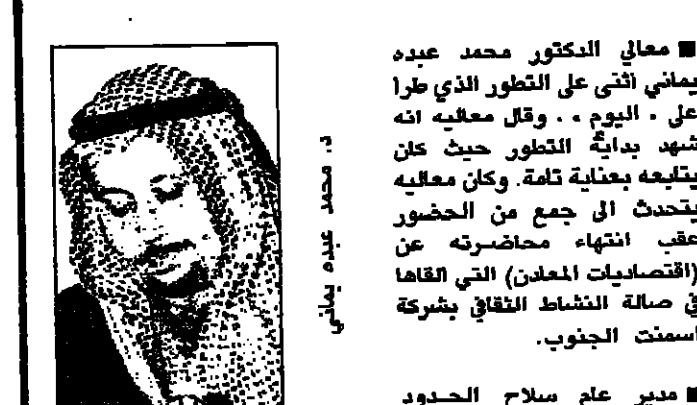 ■ معالي الدكتور محمد عبده
يماني أثنى على التطور الذي طرا
على « اليوم » . وقال معاليه انه
شهد بداية التطور حيث كان
يتابعه بعناية تامة. وكان معاليه
يتحدث الى جمع من الحضور
عقب انتهاء محاضرته عن
(اقتصاديات المعادن) التي القاها
في صالة النشاط الثقافي بشركة
اسمنت الجنوب.
■ مدير عام سلاح الحدود
د. محمد عبده يماني